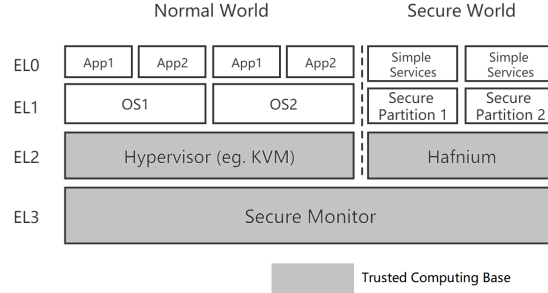 Normal World Secure World
EL0 App1 App2 App1 App2 Simple Services Simple Services
EL1 OS1 OS2 Secure Partition 1 Secure Partition 2
EL2 Hypervisor (eg. KVM) Hafnium
EL3 Secure Monitor
Trusted Computing Base